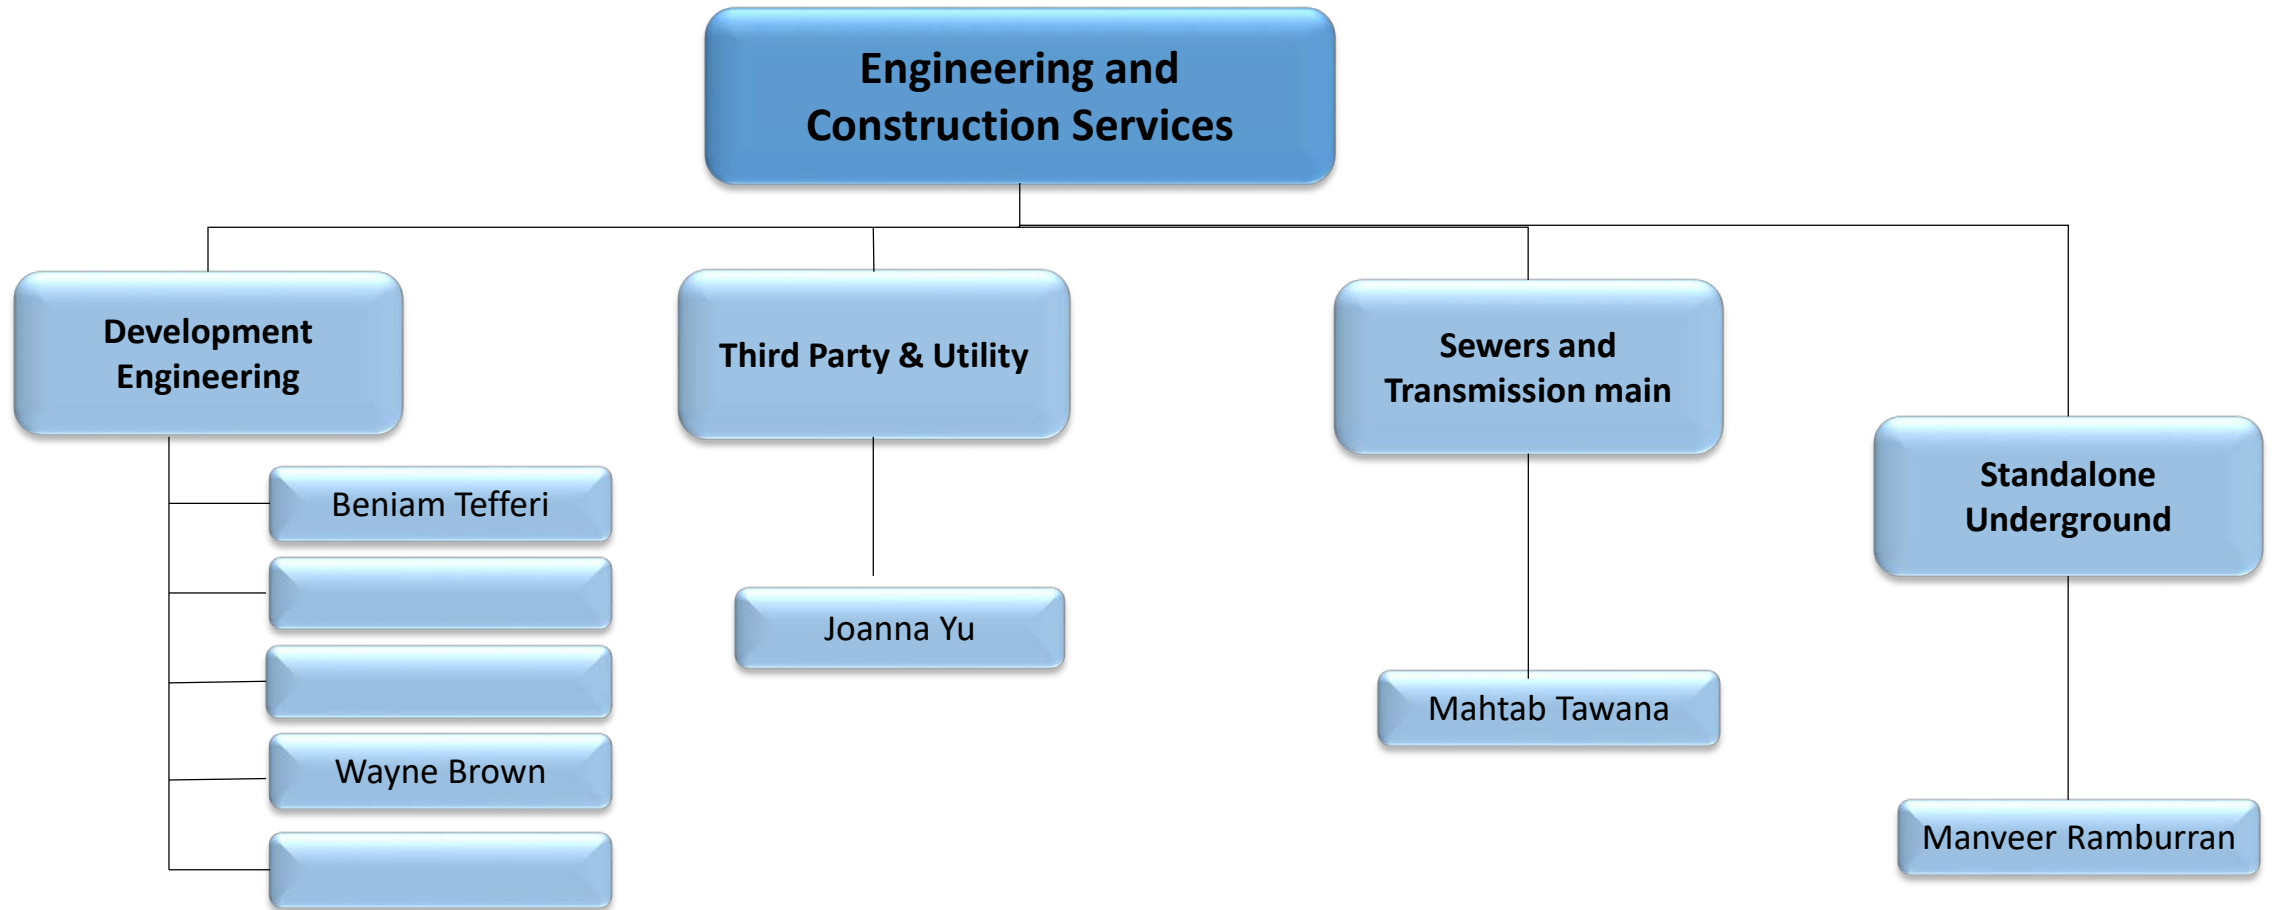 Engineering and
Construction Services
Development
Engineering
Third Party & Utility
Sewers and
Transmission main
Standalone
Underground
Beniam Tefferi
Wayne Brown
Joanna Yu
Mahtab Tawana
Manveer Ramburran